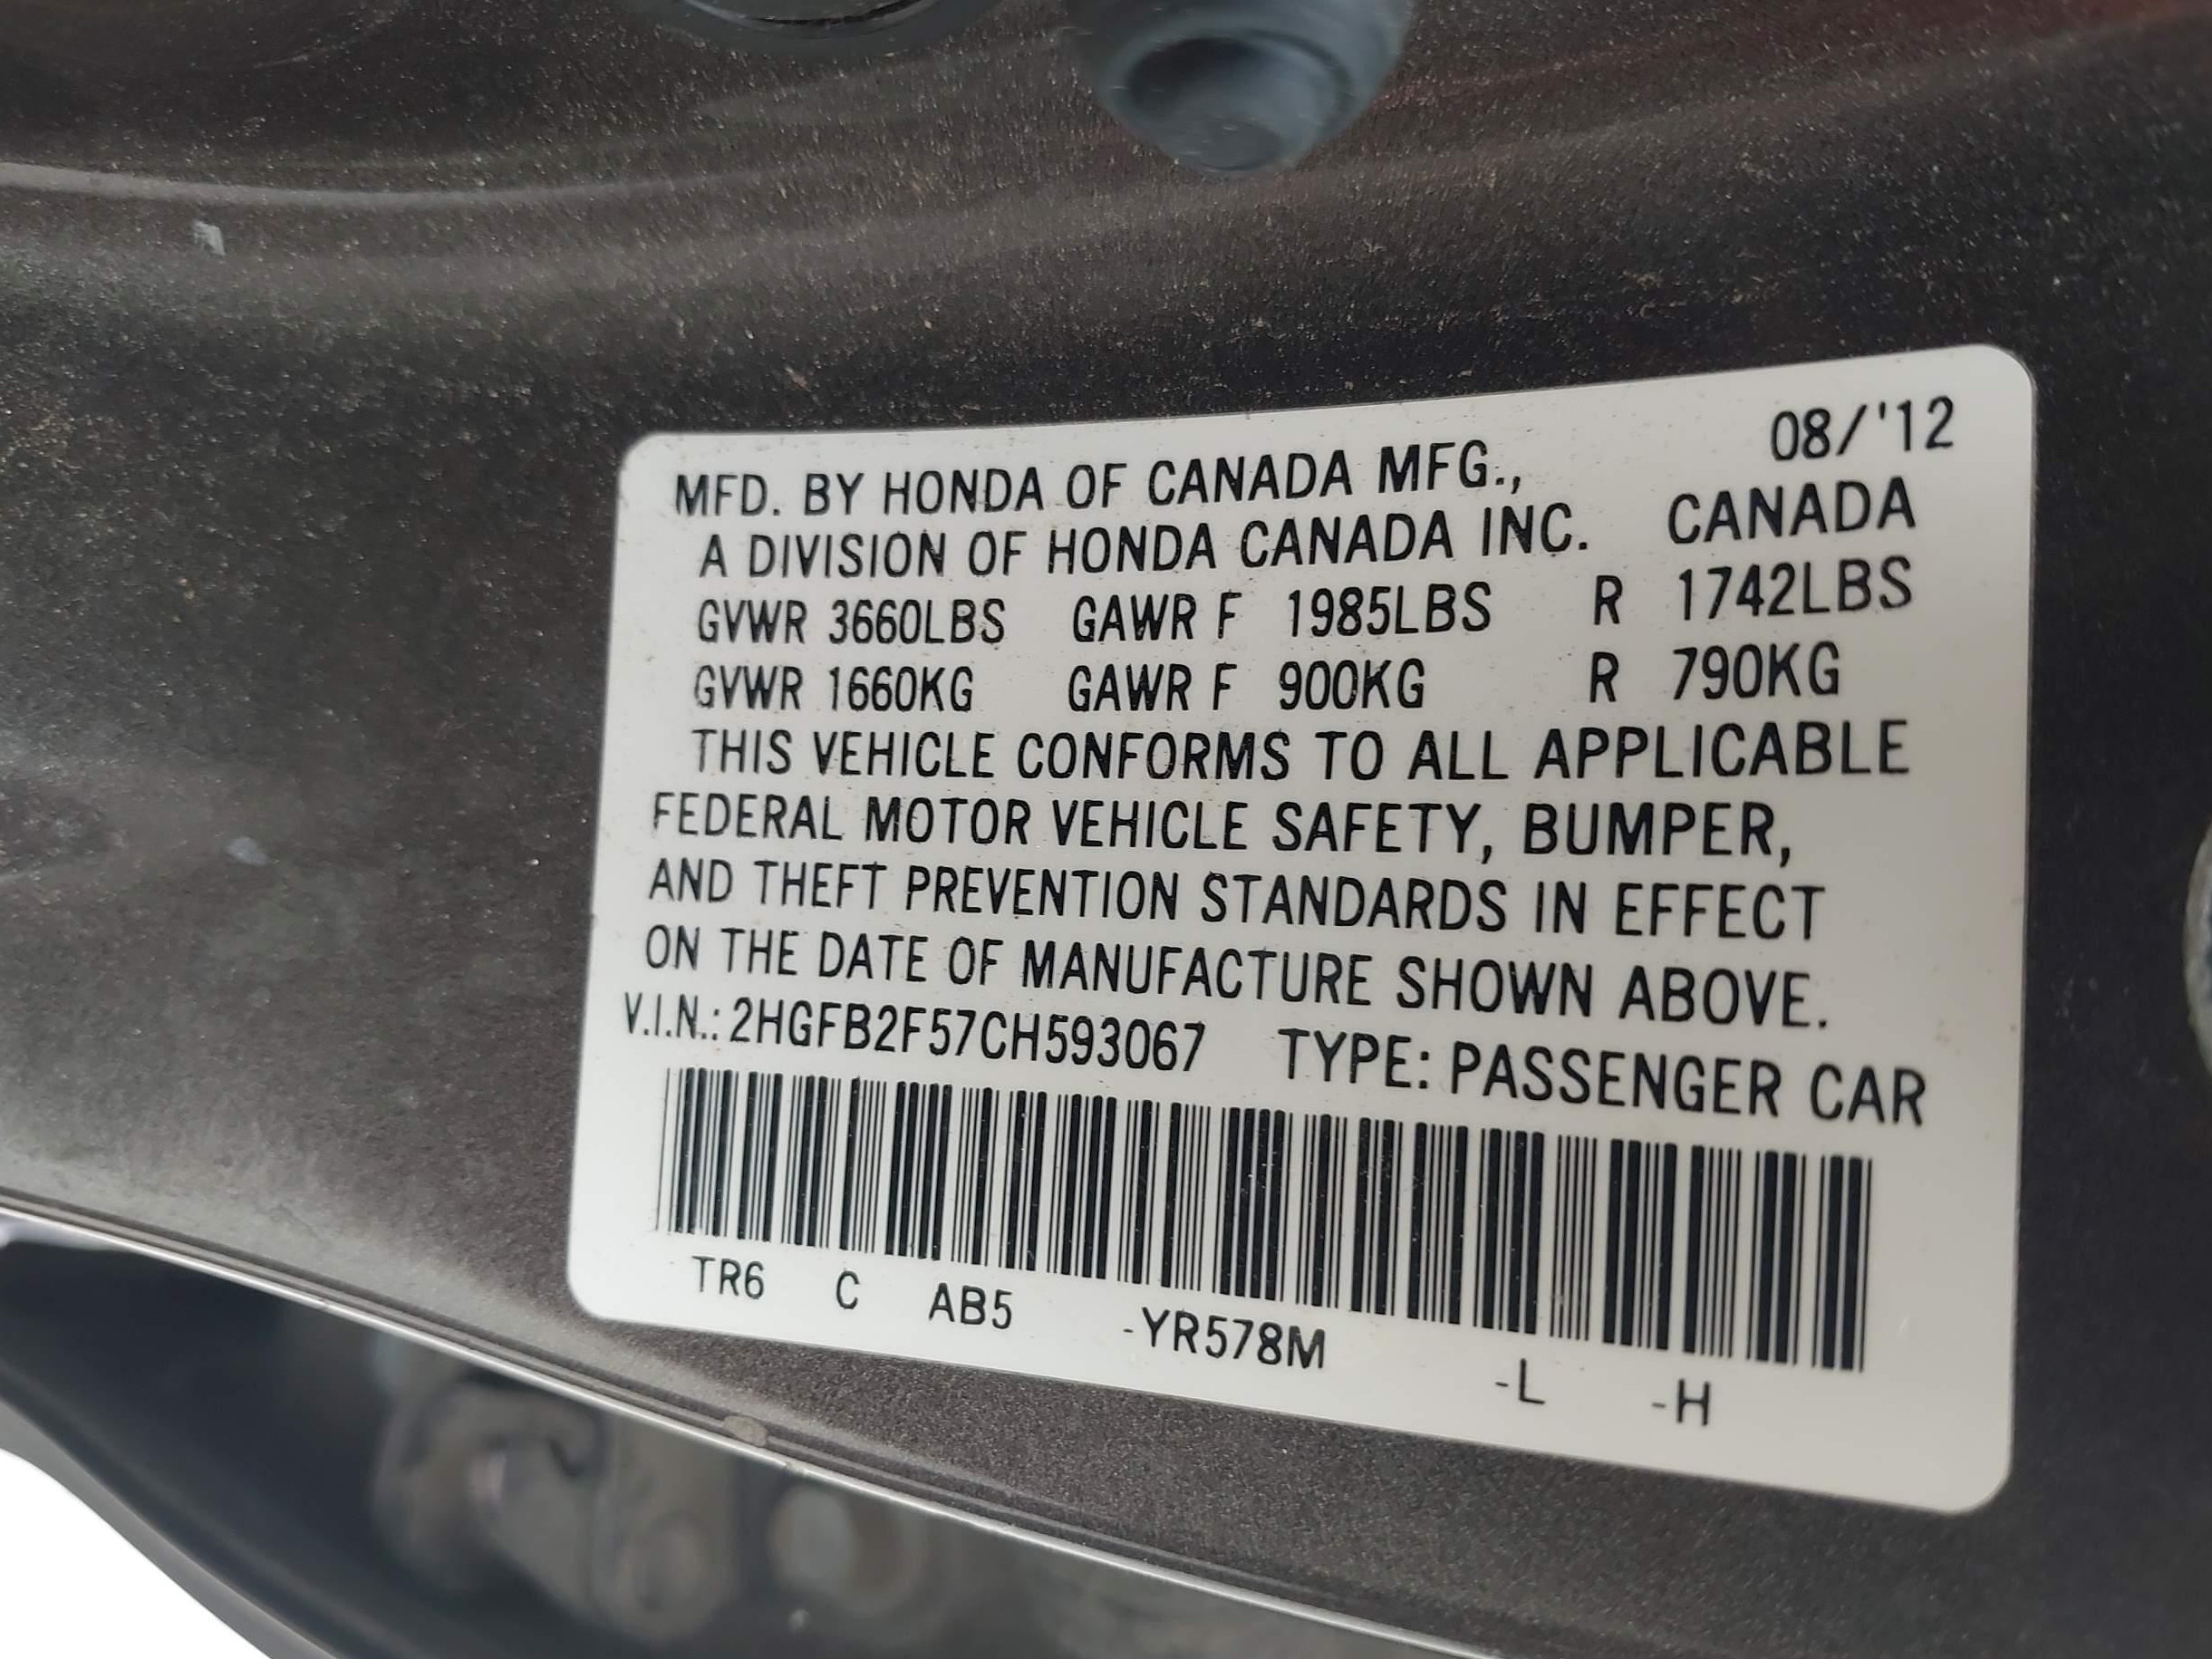 08/'12
MFD. BY HONDA OF CANADA MFG.,
A DIVISION OF HONDA CANADA INC. CANADA
GVWR 3660LBS GAWR F 1985LBS R 1742LBS
GVWR 1660KG GAWR F 900KG R 790KG
THIS VEHICLE CONFORMS TO ALL APPLICABLE
FEDERAL MOTOR VEHICLE SAFETY, BUMPER,
AND THEFT PREVENTION STANDARDS IN EFFECT
ON THE DATE OF MANUFACTURE SHOWN ABOVE.
V.I.N.: 2HGFB2F57CH593067 TYPE: PASSENGER CAR
TR6 C AB5 -YR578M -L -H